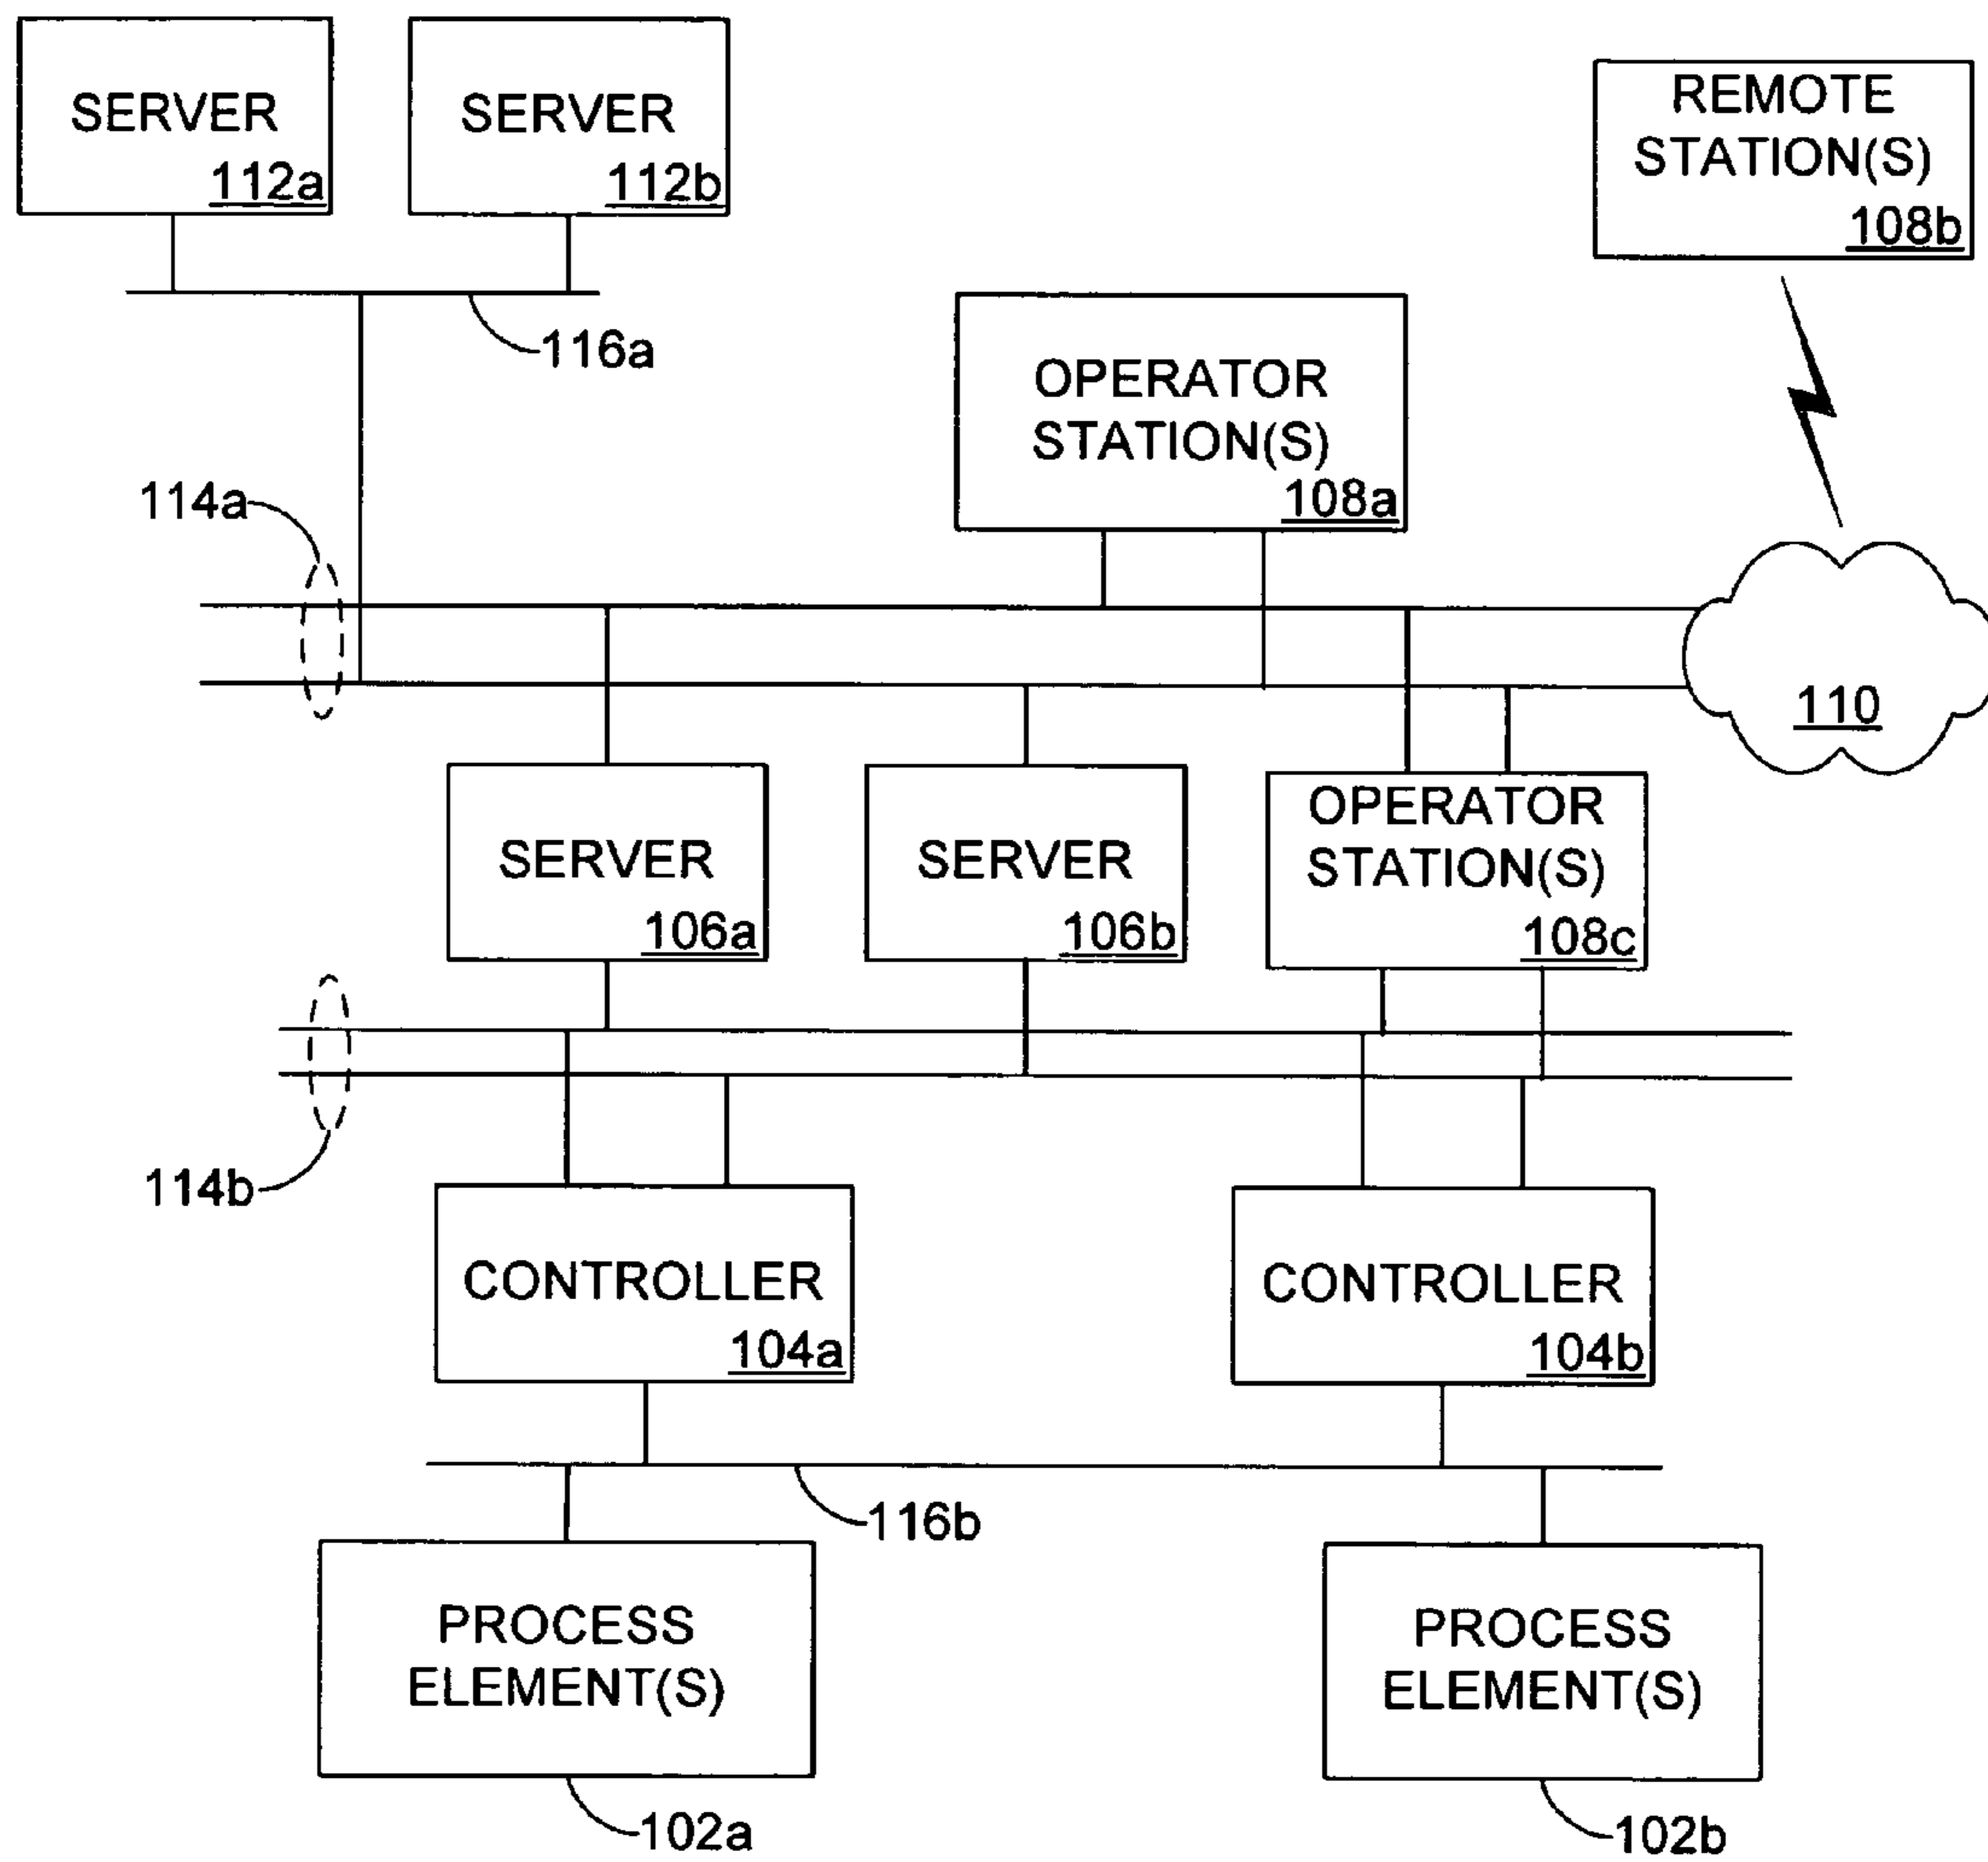 SERVER
112a
SERVER
112b
REMOTE
STATION(S)
108b
116a
OPERATOR
STATION(S)
108a
114a
110
SERVER
106a
SERVER
106b
OPERATOR
STATION(S)
108c
114b
CONTROLLER
104a
CONTROLLER
104b
116b
PROCESS
ELEMENT(S)
PROCESS
ELEMENT(S)
102a
102b